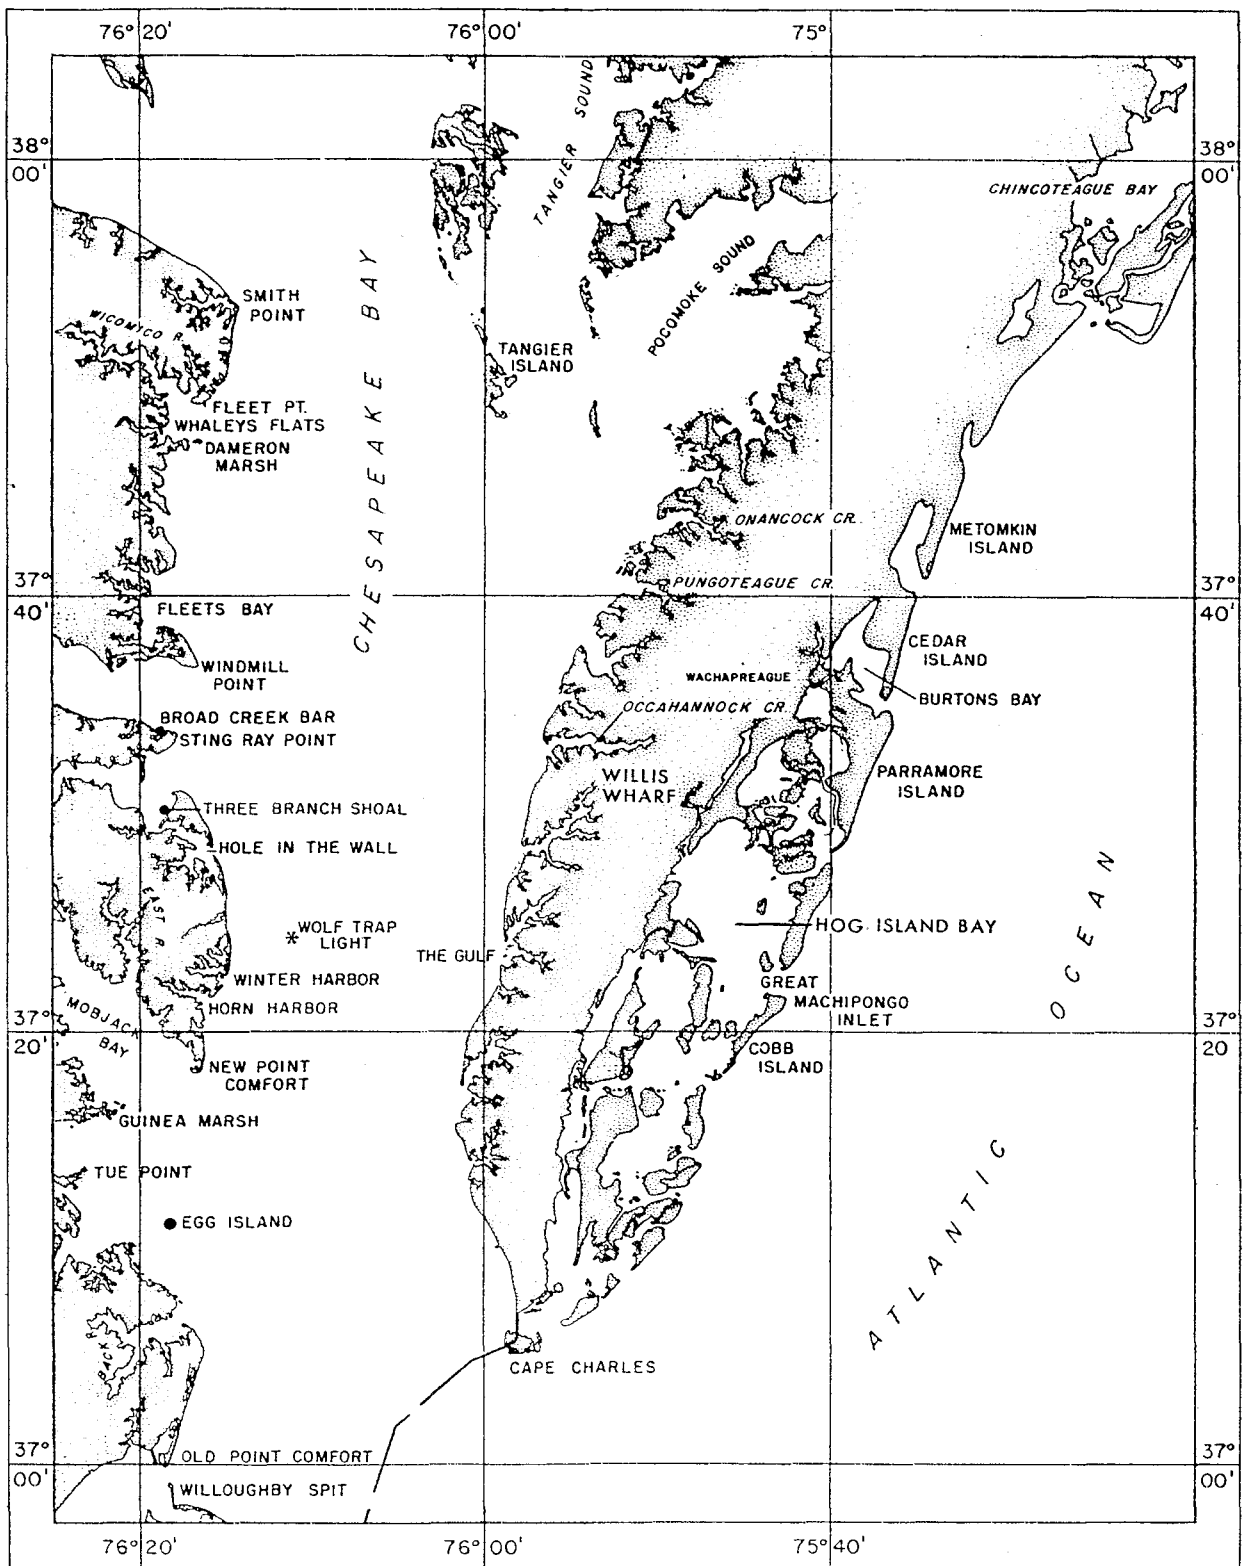 76°20'
76°00'
75°
TANGIER SOUND
38°
00'
38°
00'
CHINCOTEAGUE BAY
POCOMOKE SOUND
SMITH
POINT
WICOMYCO R.
TANGIER
ISLAND
CHESAPEAKE BAY
FLEET PT.
WHALEYS FLATS
DAMERON
MARSH
ONANCOCK CR.
METOMKIN
ISLAND
PUNGOTEAGUE CR.
37°
40'
37°
40'
FLEETS BAY
CEDAR
ISLAND
WINDMILL
POINT
WACHAPREAGUE
BURTONS BAY
OCCAHANNOCK CR.
BROAD CREEK BAR
STING RAY POINT
WILLIS
WHARF
PARRAMORE
ISLAND
THREE BRANCH SHOAL
HOLE IN THE WALL
EAST R.
WOLF TRAP
LIGHT
HOG ISLAND BAY
THE GULF
WINTER HARBOR
GREAT
MACHIPONGO
INLET
HORN HARBOR
MOBJACK
BAY
37°
20'
37°
20'
COBB
ISLAND
NEW POINT
COMFORT
GUINEA MARSH
TUE POINT
EGG ISLAND
ATLANTIC OCEAN
BACK R.
CAPE CHARLES
OLD POINT COMFORT
37°
00'
37°
00'
WILLOUGHBY SPIT
76°20'
76°00'
75°40'